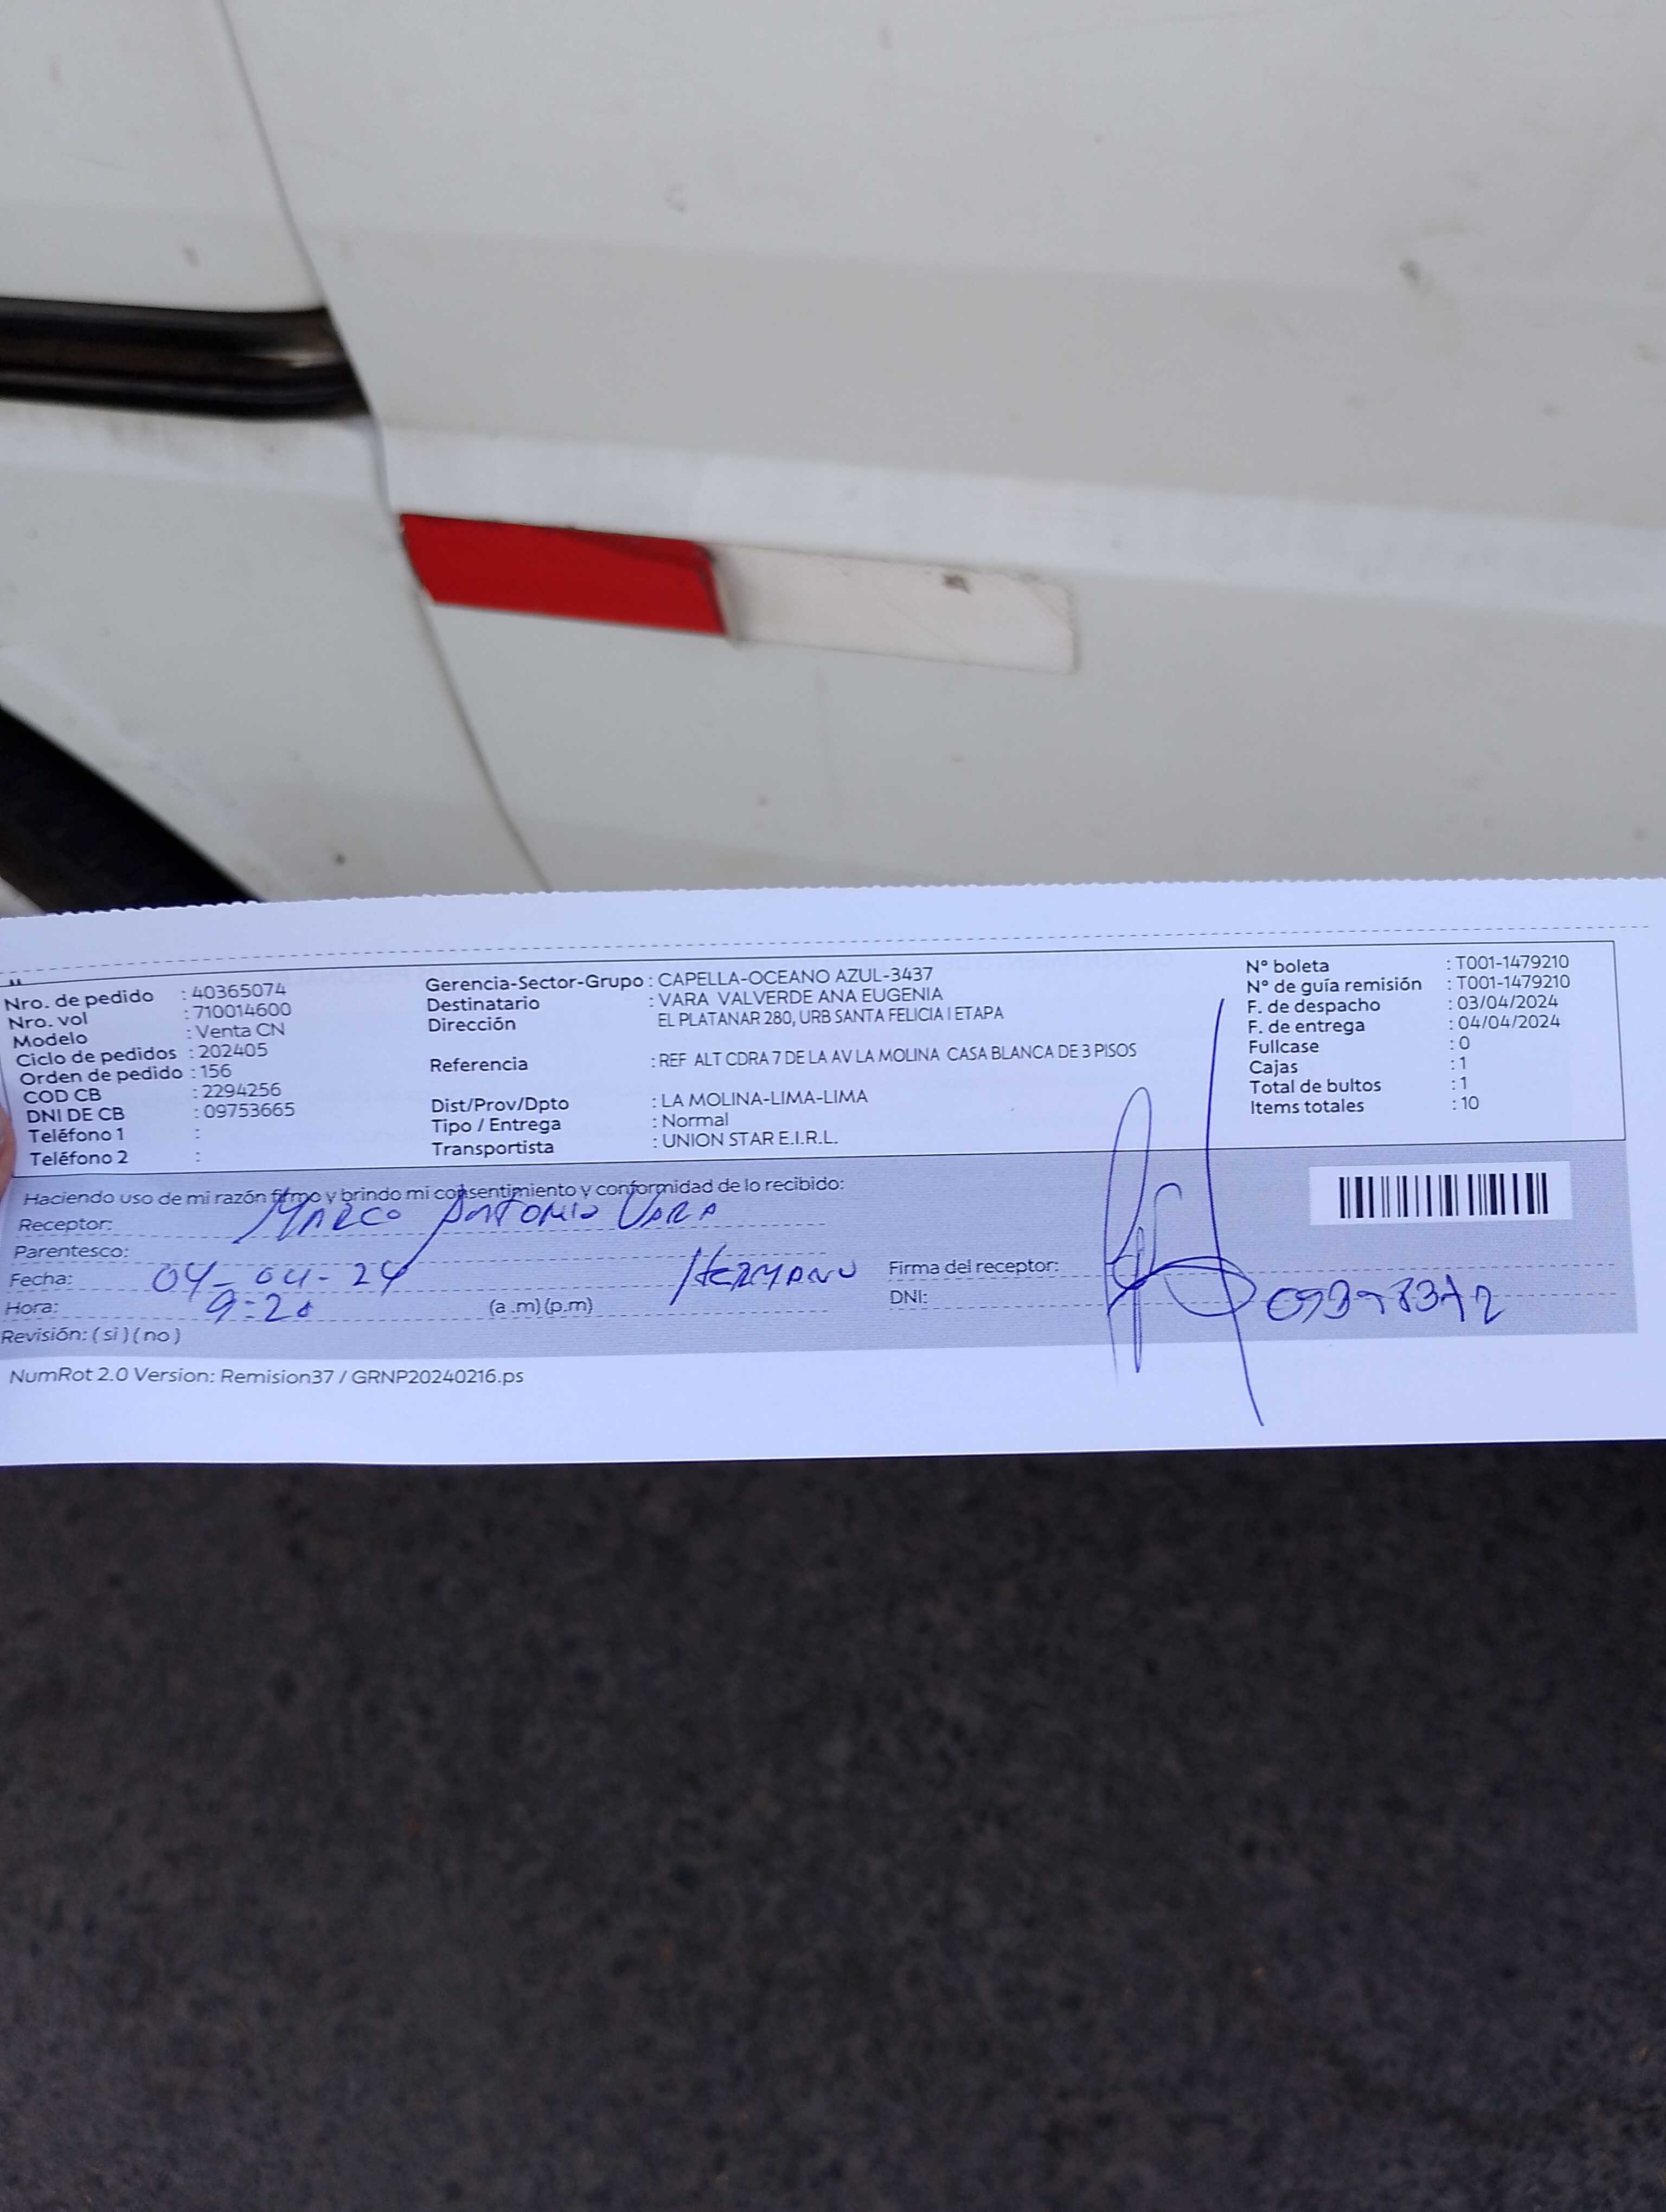 Nro. de pedido : 40365074
Nro. vol : 710014600
Modelo : Venta CN
Ciclo de pedidos : 202405
Orden de pedido : 156
COD CB : 2294256
DNI DE CB : 09753665
Teléfono 1 :
Teléfono 2 :
Gerencia-Sector-Grupo : CAPELLA-OCEANO AZUL-3437
Destinatario : VARA VALVERDE ANA EUGENIA
Dirección EL PLATANAR 280, URB SANTA FELICIA I ETAPA
Referencia : REF ALT CDRA 7 DE LA AV LA MOLINA CASA BLANCA DE 3 PISOS
Dist/Prov/Dpto : LA MOLINA-LIMA-LIMA
Tipo / Entrega : Normal
Transportista : UNION STAR E.I.R.L.
N° boleta : T001-1479210
N° de guía remisión : T001-1479210
F. de despacho : 03/04/2024
F. de entrega : 04/04/2024
Fullcase : 0
Cajas : 1
Total de bultos : 1
Items totales : 10
Haciendo uso de mi razón firmo y brindo mi consentimiento y conformidad de lo recibido:
Receptor: MARCO ANTONIO VARA
Parentesco: HERMANO
Fecha: 04-04-24
Hora: 9:20 (a .m) (p.m)
Revisión: ( si ) ( no )
Firma del receptor:
DNI:
NumRot 2.0 Version: Remision37 / GRNP20240216.ps